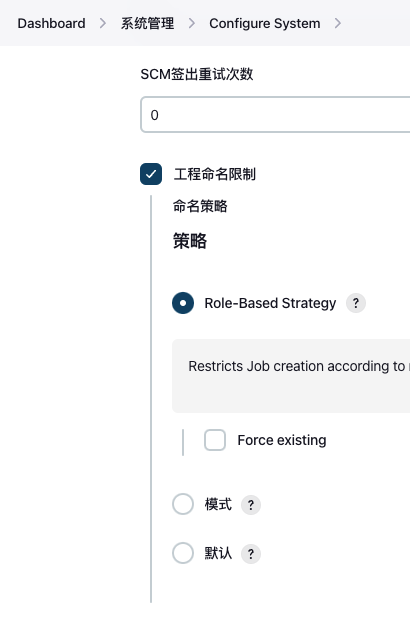 Dashboard > 系统管理 > Configure System >
SCM签出重试次数
0
工程命名限制
命名策略
策略
Role-Based Strategy ?
Restricts Job creation according to
Force existing
模式 ?
默认 ?